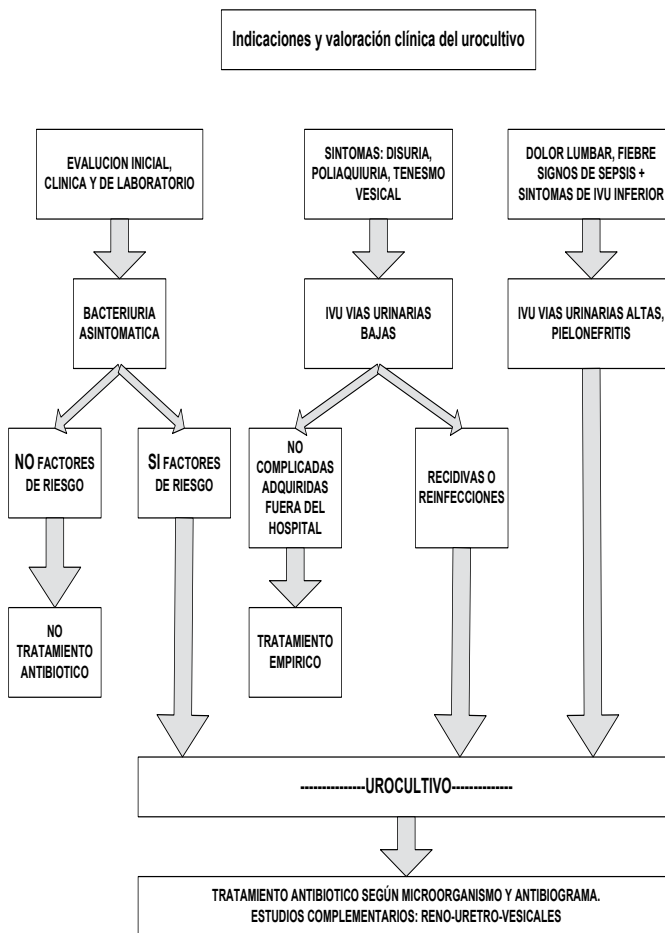 Indicaciones y valoración clínica del urocultivo
EVALUCION INICIAL,
CLINICA Y DE LABORATORIO
SINTOMAS: DISURIA,
POLIAQUIURIA, TENESMO
VESICAL
DOLOR LUMBAR, FIEBRE
SIGNOS DE SEPSIS +
SINTOMAS DE IVU INFERIOR
BACTERIURIA
ASINTOMATICA
IVU VIAS URINARIAS
BAJAS
IVU VIAS URINARIAS ALTAS,
PIELONEFRITIS
NO FACTORES
DE RIESGO
SI FACTORES
DE RIESGO
NO
COMPLICADAS
ADQUIRIDAS
FUERA DEL
HOSPITAL
RECIDIVAS O
REINFECCIONES
NO
TRATAMIENTO
ANTIBIOTICO
TRATAMIENTO
EMPIRICO
---------------UROCULTIVO--------------
TRATAMIENTO ANTIBIOTICO SEGÚN MICROORGANISMO Y ANTIBIOGRAMA.
ESTUDIOS COMPLEMENTARIOS: RENO-URETRO-VESICALES